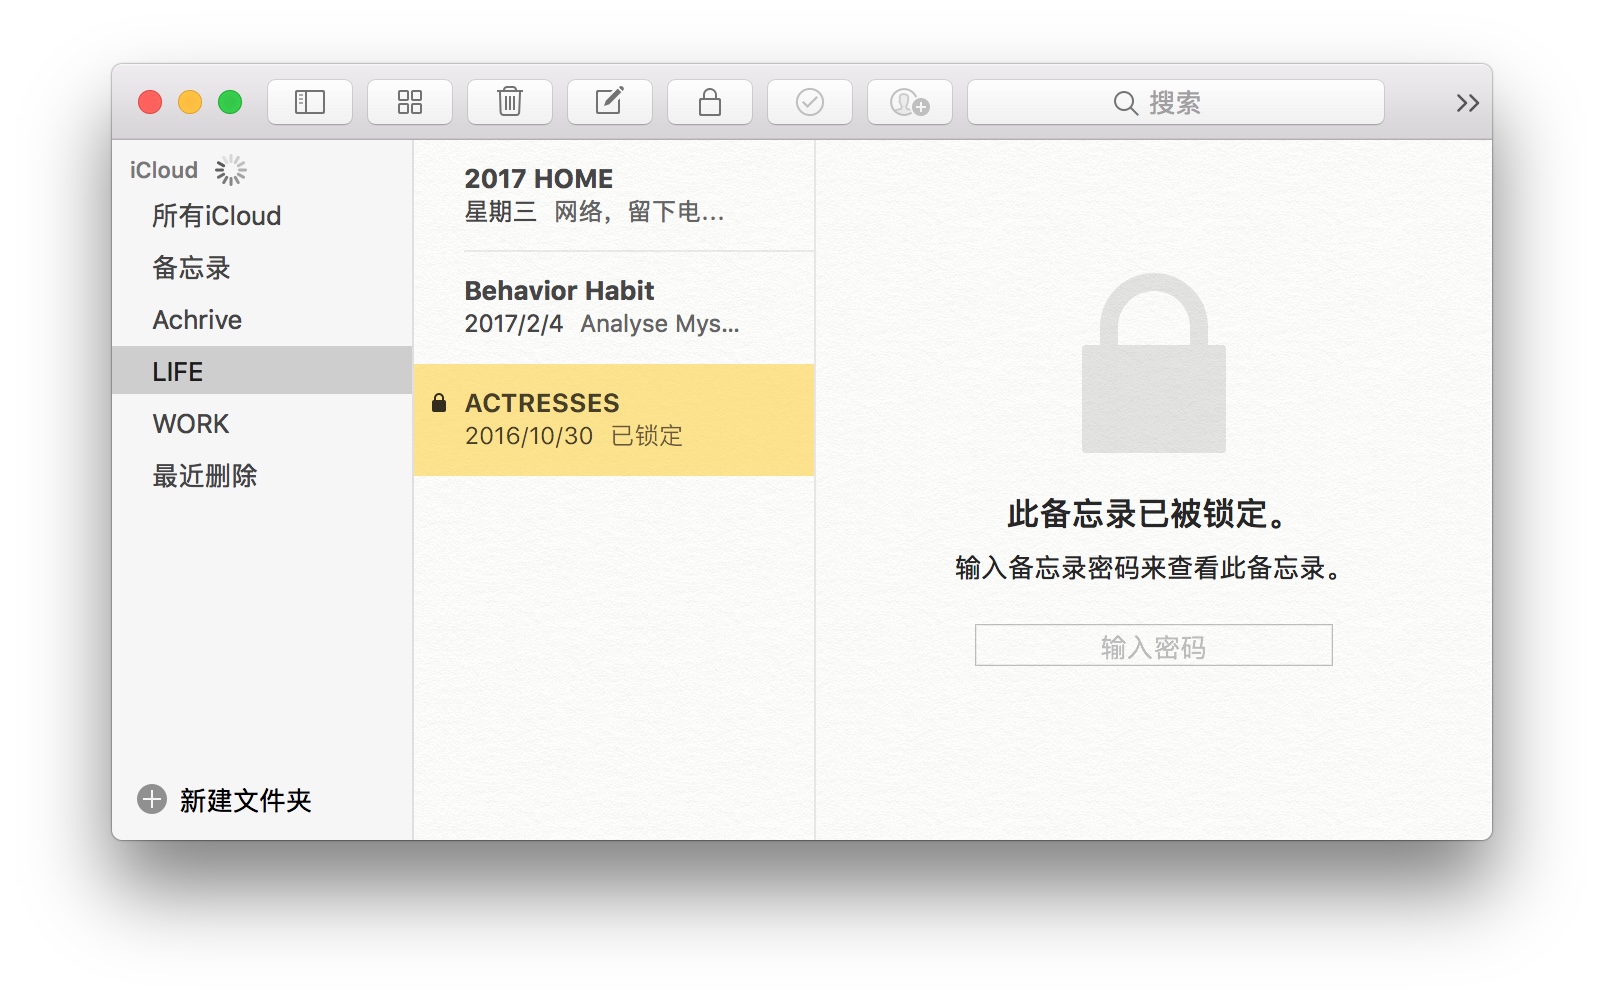 搜索
iCloud
所有iCloud
备忘录
Achrive
LIFE
WORK
最近删除
新建文件夹
2017 HOME
星期三 网络，留下电...
Behavior Habit
2017/2/4 Analyse Mys...
ACTRESSES
2016/10/30 已锁定
此备忘录已被锁定。
输入备忘录密码来查看此备忘录。
输入密码